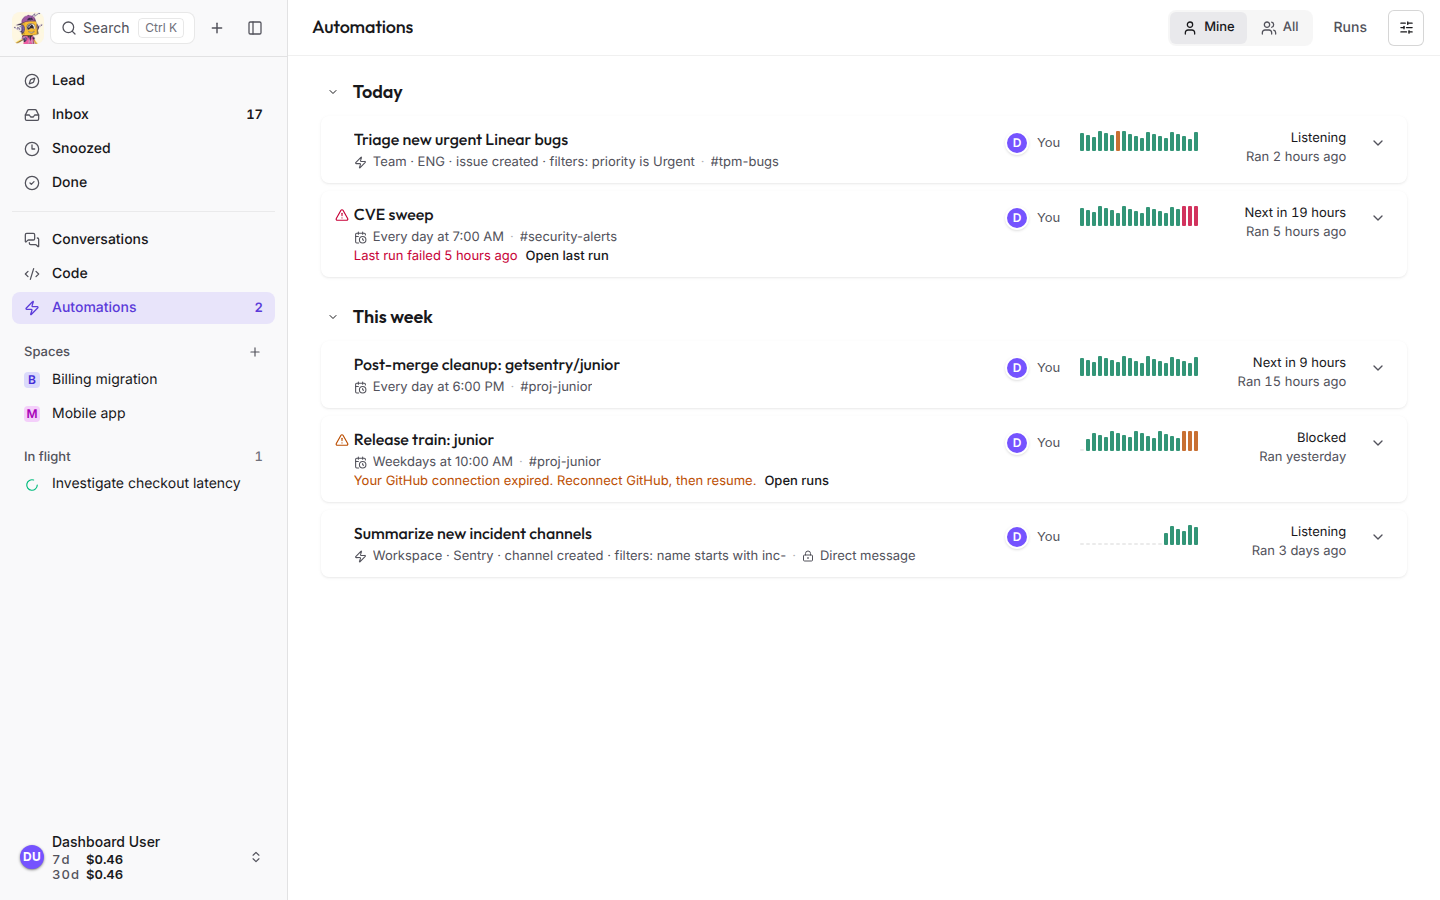 Search Ctrl K
Lead
Inbox 17
Snoozed
Done
Conversations
Code
Automations 2
Spaces
B Billing migration
M Mobile app
In flight 1
Investigate checkout latency
DU Dashboard User
7d $0.46
30d $0.46
Automations
Mine All Runs
Today
Triage new urgent Linear bugs
Team · ENG · issue created · filters: priority is Urgent · #tpm-bugs
D You
Listening
Ran 2 hours ago
CVE sweep
Every day at 7:00 AM · #security-alerts
Last run failed 5 hours ago Open last run
D You
Next in 19 hours
Ran 5 hours ago
This week
Post-merge cleanup: getsentry/junior
Every day at 6:00 PM · #proj-junior
D You
Next in 9 hours
Ran 15 hours ago
Release train: junior
Weekdays at 10:00 AM · #proj-junior
Your GitHub connection expired. Reconnect GitHub, then resume. Open runs
D You
Blocked
Ran yesterday
Summarize new incident channels
Workspace · Sentry · channel created · filters: name starts with inc- · Direct message
D You
Listening
Ran 3 days ago